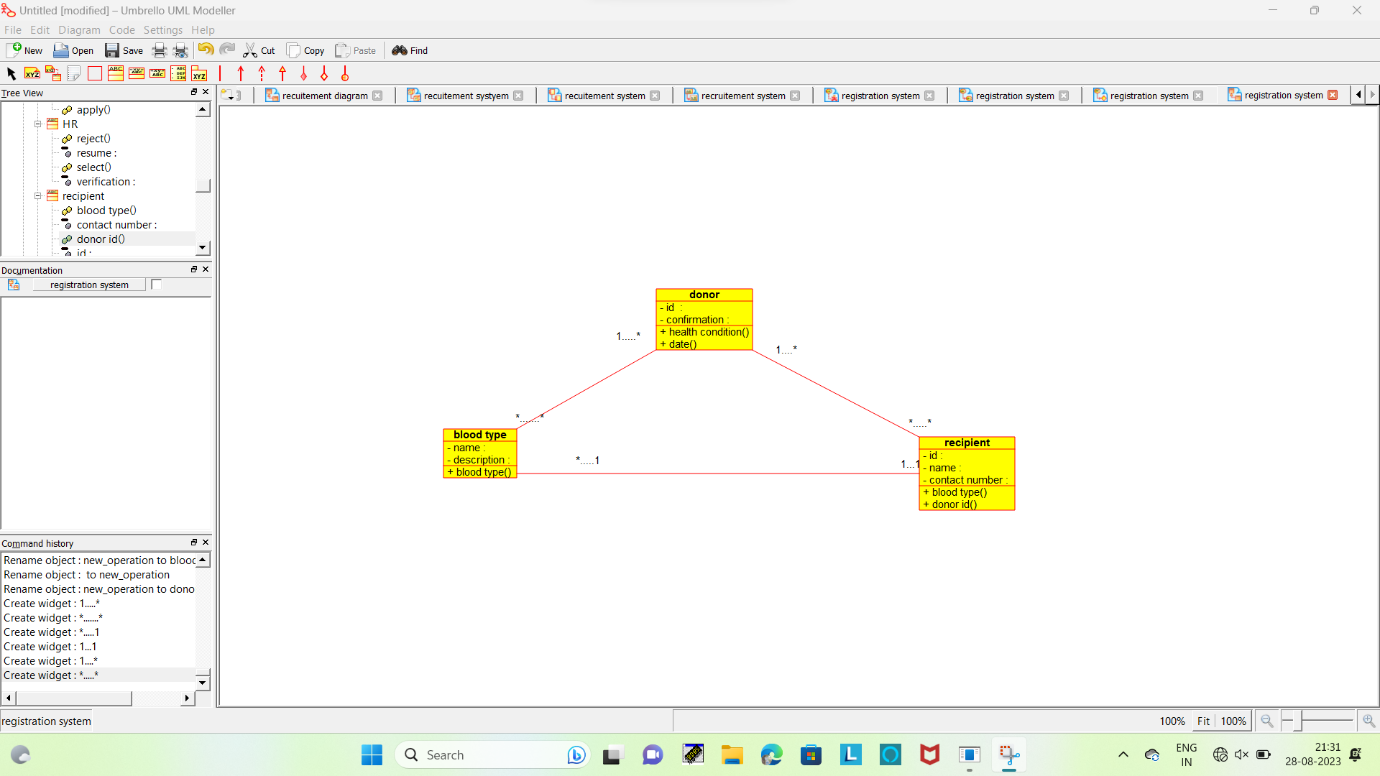 Untitled [modified] – Umbrello UML Modeller
File Edit Diagram Code Settings Help
New Open Save Cut Copy Paste Find
Tree View
recuitement diagram
recuitement systyem
recuitement system
recruitement system
registration system
registration system
registration system
registration system
apply()
HR
reject()
resume :
select()
verification :
recipient
blood type()
contact number :
donor id()
id :
Documentation
registration system
Command history
Rename object : new_operation to blood
Rename object :  to new_operation
Rename object : new_operation to dono
Create widget : 1.....*
Create widget : *.......*
Create widget : *.....1
Create widget : 1...1
Create widget : 1....*
Create widget : *.....*
donor
- id :
- confirmation :
+ health condition()
+ date()
1.....*
1....*
*.......*
*.....*
blood type
- name :
- description :
+ blood type()
*.....1
1...1
recipient
- id :
- name :
- contact number :
+ blood type()
+ donor id()
registration system
100% Fit 100%
Search
ENG
IN
21:31
28-08-2023